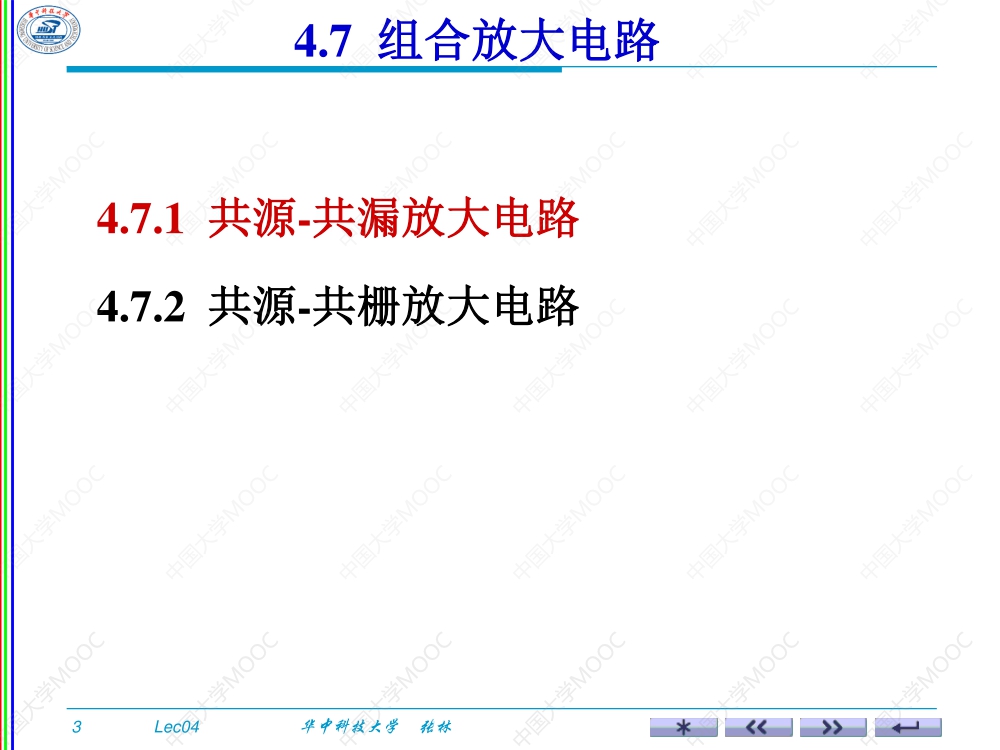 4.7 组合放大电路
4.7.1 共源-共漏放大电路
4.7.2 共源-共栅放大电路
中国大学MOOC
3 Lec04 华中科技大学 张林